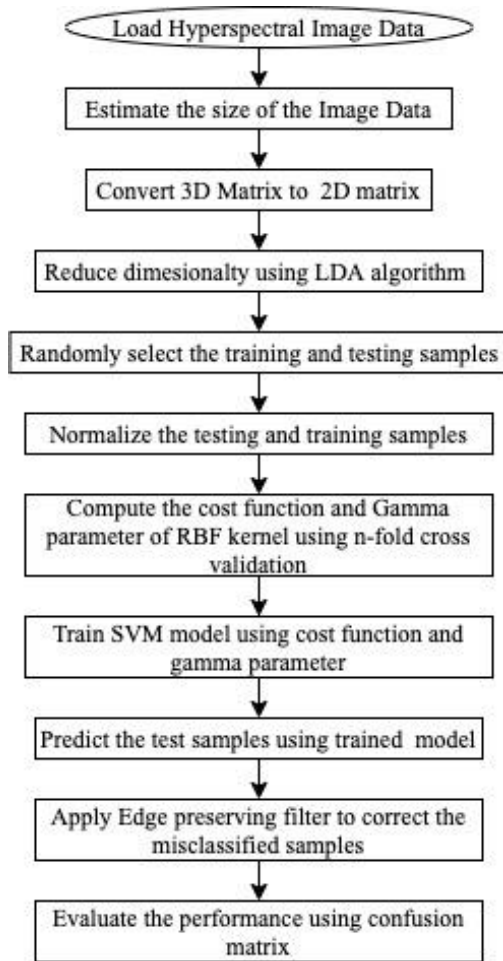 Load Hyperspectral Image Data
Estimate the size of the Image Data
Convert 3D Matrix to 2D matrix
Reduce dimesionalty using LDA algorithm
Randomly select the training and testing samples
Normalize the testing and training samples
Compute the cost function and Gamma
parameter of RBF kernel using n-fold cross
validation
Train SVM model using cost function and
gamma parameter
Predict the test samples using trained model
Apply Edge preserving filter to correct the
misclassified samples
Evaluate the performance using confusion
matrix